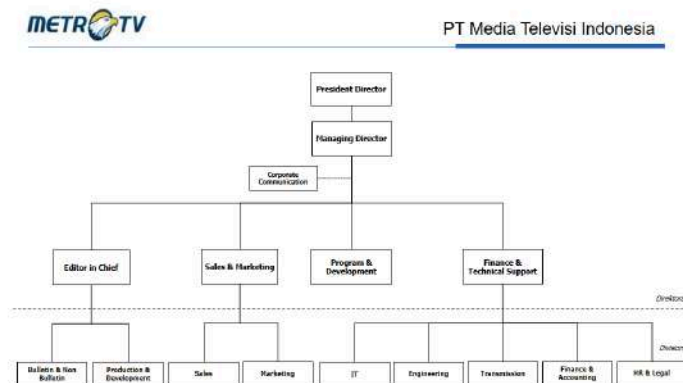 METRO TV
PT Media Televisi Indonesia
President Director
Managing Director
Corporate
Communication
Editor in Chief
Sales & Marketing
Program &
Development
Finance &
Technical Support
Bulletin & Non
Bulletin
Production &
Development
Sales
Marketing
IT
Engineering
Transmission
Finance &
Accounting
HR & Legal